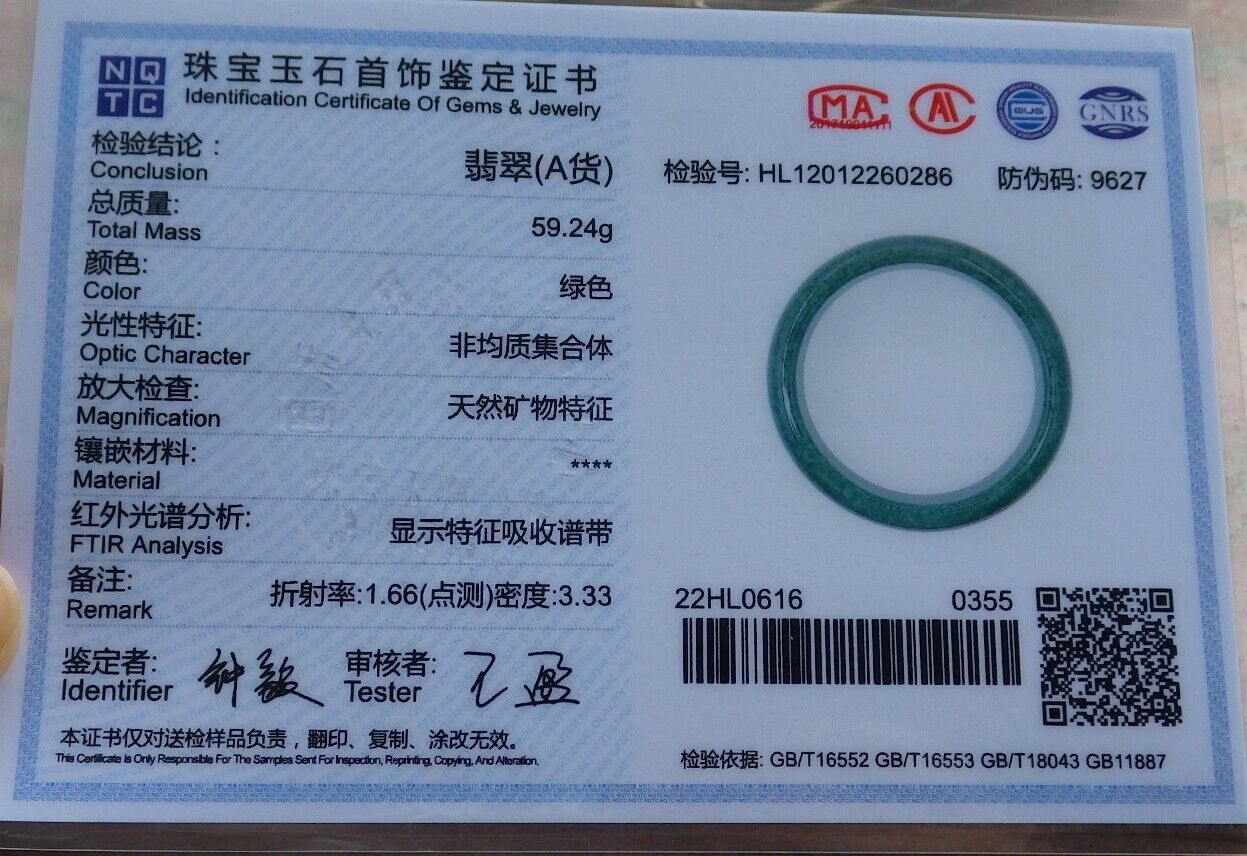 NQ
TC
珠宝玉石首饰鉴定证书
Identification Certificate Of Gems & Jewelry
检验结论：
Conclusion
翡翠(A货)
总质量:
Total Mass
59.24g
颜色:
Color
绿色
光性特征:
Optic Character
非均质集合体
放大检查:
Magnification
天然矿物特征
镶嵌材料:
Material
****
红外光谱分析:
FTIR Analysis
显示特征吸收谱带
备注:
Remark
折射率:1.66(点测)密度:3.33
鉴定者:
Identifier
钟敏
审核者:
Tester
王盈
本证书仅对送检样品负责，翻印、复制、涂改无效。
This Certificate Is Only Responsible For The Samples Sent For Inspection, Reprinting, Copying, And Alteration.
MA
GNRS
检验号: HL12012260286 防伪码: 9627
22HL0616 0355
检验依据: GB/T16552 GB/T16553 GB/T18043 GB11887